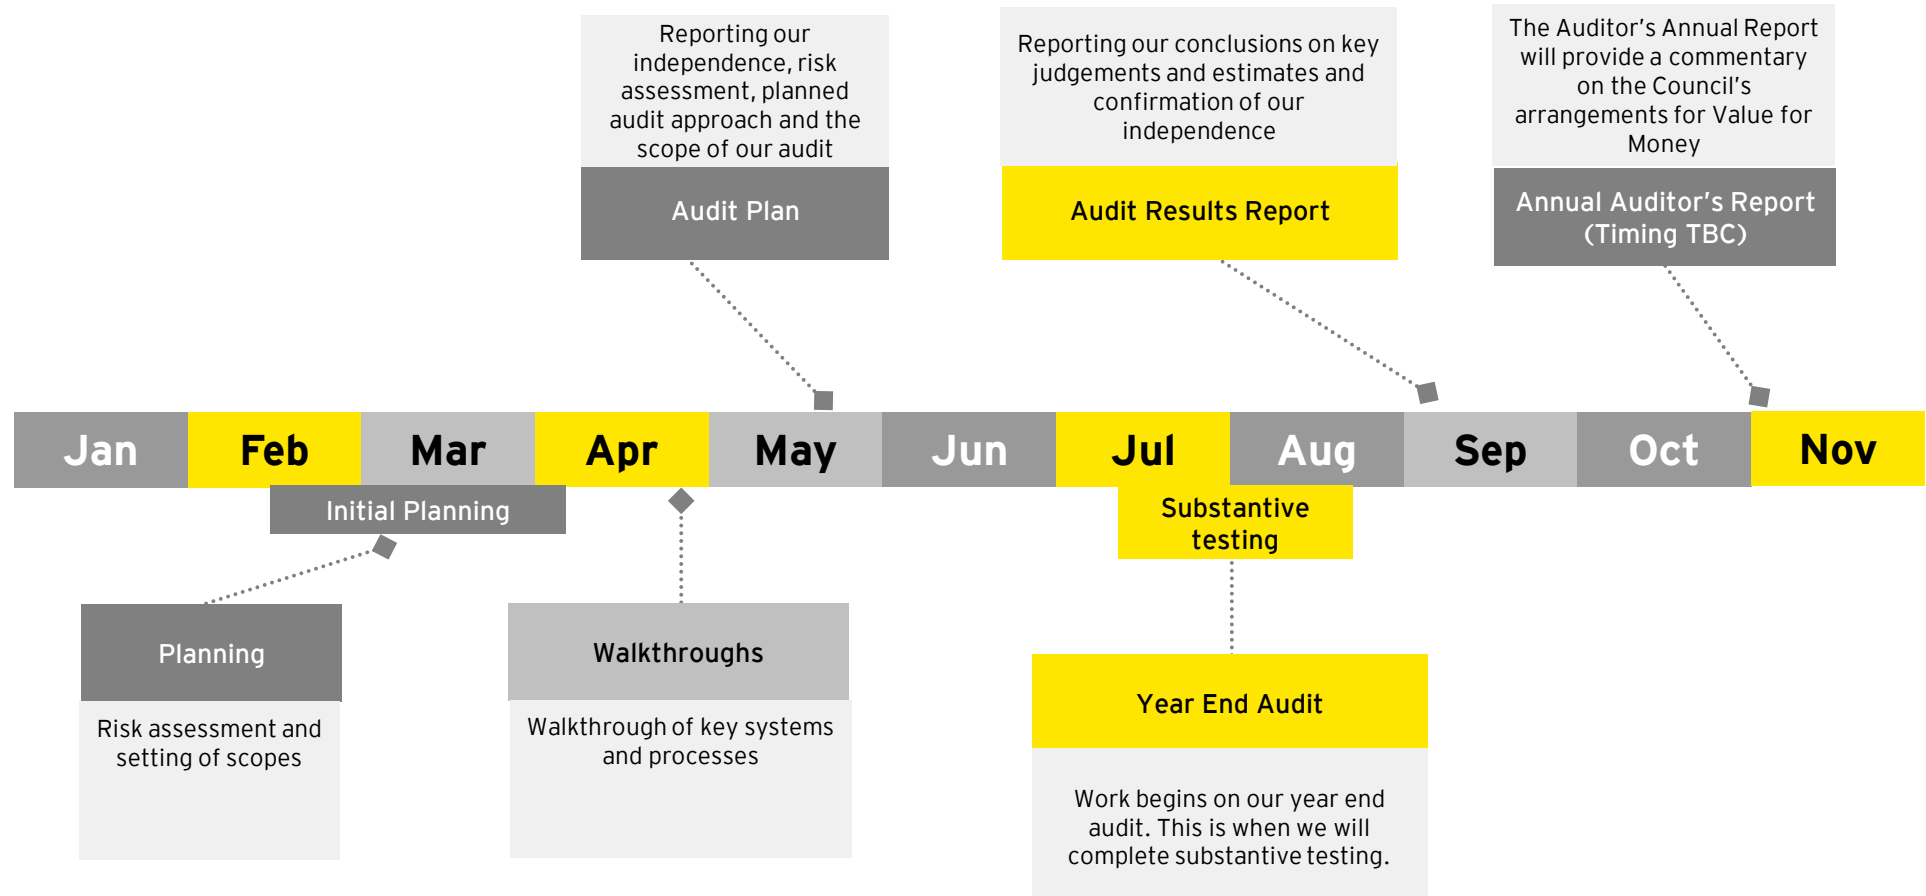 Reporting our
independence, risk
assessment, planned
audit approach and the
scope of our audit
Audit Plan
Reporting our conclusions on key
judgements and estimates and
confirmation of our
independence
Audit Results Report
The Auditor’s Annual Report
will provide a commentary
on the Council’s
arrangements for Value for
Money
Annual Auditor’s Report
(Timing TBC)
Jan Feb Mar Apr May Jun Jul Aug Sep Oct Nov
Initial Planning
Substantive
testing
Planning
Risk assessment and
setting of scopes
Walkthroughs
Walkthrough of key systems
and processes
Year End Audit
Work begins on our year end
audit. This is when we will
complete substantive testing.